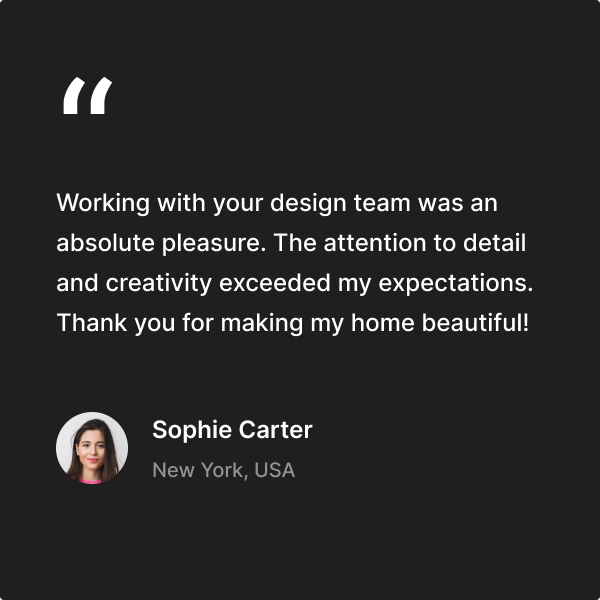 “
Working with your design team was an
absolute pleasure. The attention to detail
and creativity exceeded my expectations.
Thank you for making my home beautiful!
Sophie Carter
New York, USA